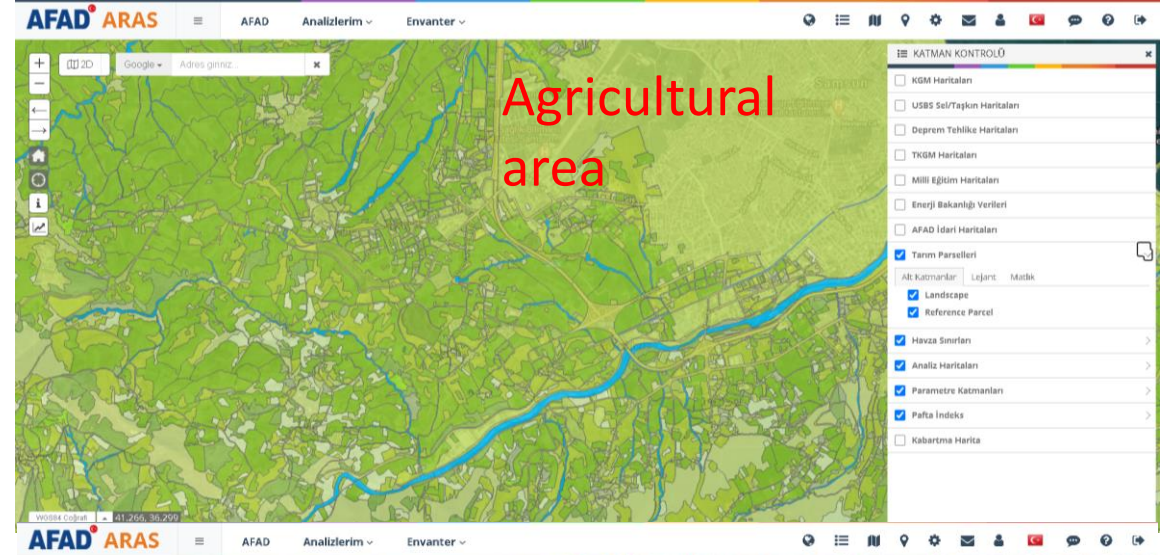 AFAD ARAS
AFAD
Analizlerim
Envanter
2D
Google
Adres giriniz...
Agricultural
area
Samsun
KATMAN KONTROLÜ
KGM Haritaları
USBS Sel/Taşkın Haritaları
Deprem Tehlike Haritaları
TKGM Haritaları
Milli Eğitim Haritaları
Enerji Bakanlığı Verileri
AFAD İdari Haritaları
Tarım Parselleri
Alt Katmanlar Lejant Matlık
Landscape
Reference Parcel
Havza Sınırları
Analiz Haritaları
Parametre Katmanları
Pafta İndeks
Kabartma Harita
WGS84 Coğrafi
41.266, 36.299
AFAD ARAS
AFAD
Analizlerim
Envanter